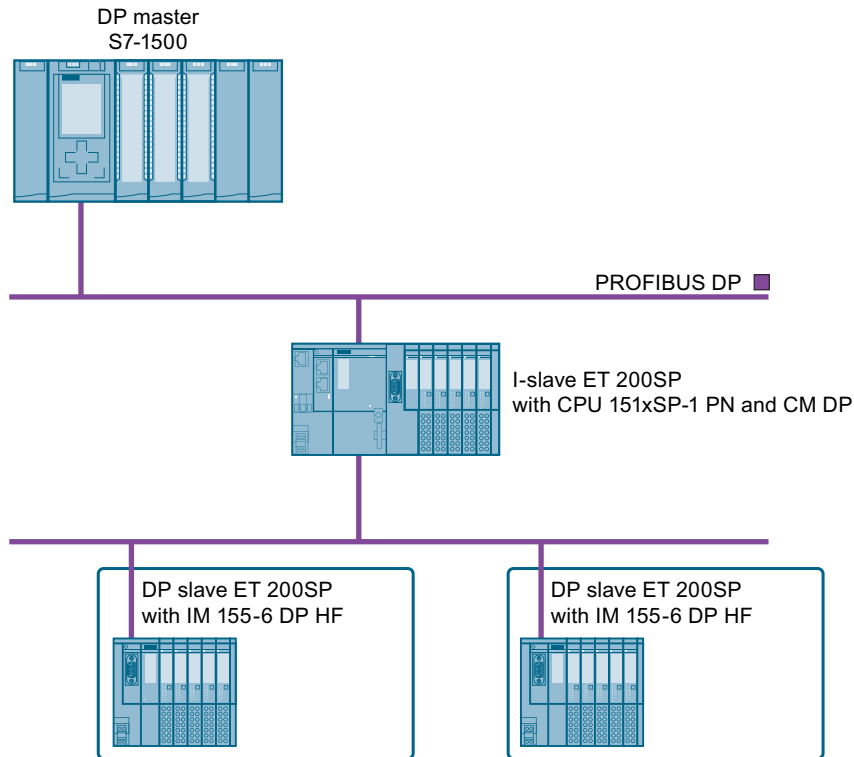 DP master
S7-1500
PROFIBUS DP
I-slave ET 200SP
with CPU 151xSP-1 PN and CM DP
DP slave ET 200SP
with IM 155-6 DP HF
DP slave ET 200SP
with IM 155-6 DP HF